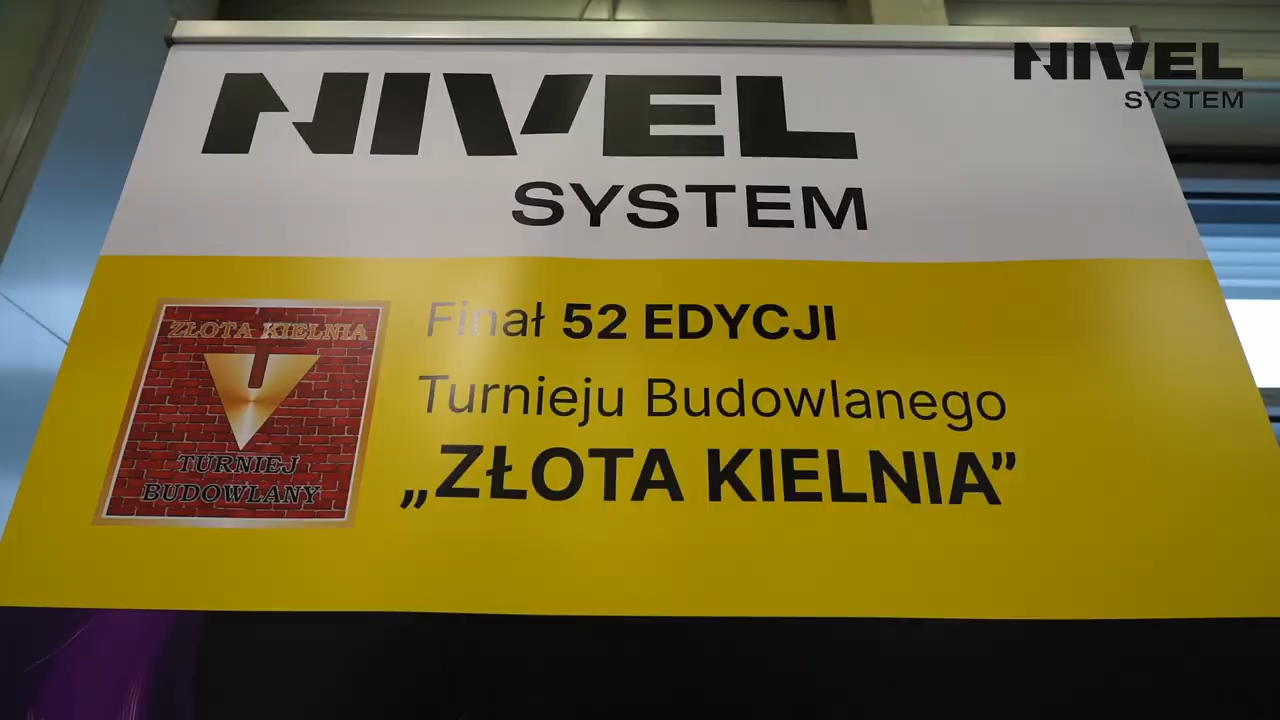 NIVEL
SYSTEM
NIVEL
SYSTEM
Finał 52 EDYCJI
Turnieju Budowlanego
„ZŁOTA KIELNIA”
ZŁOTA KIELNIA
TURNIEJ
BUDOWLANY